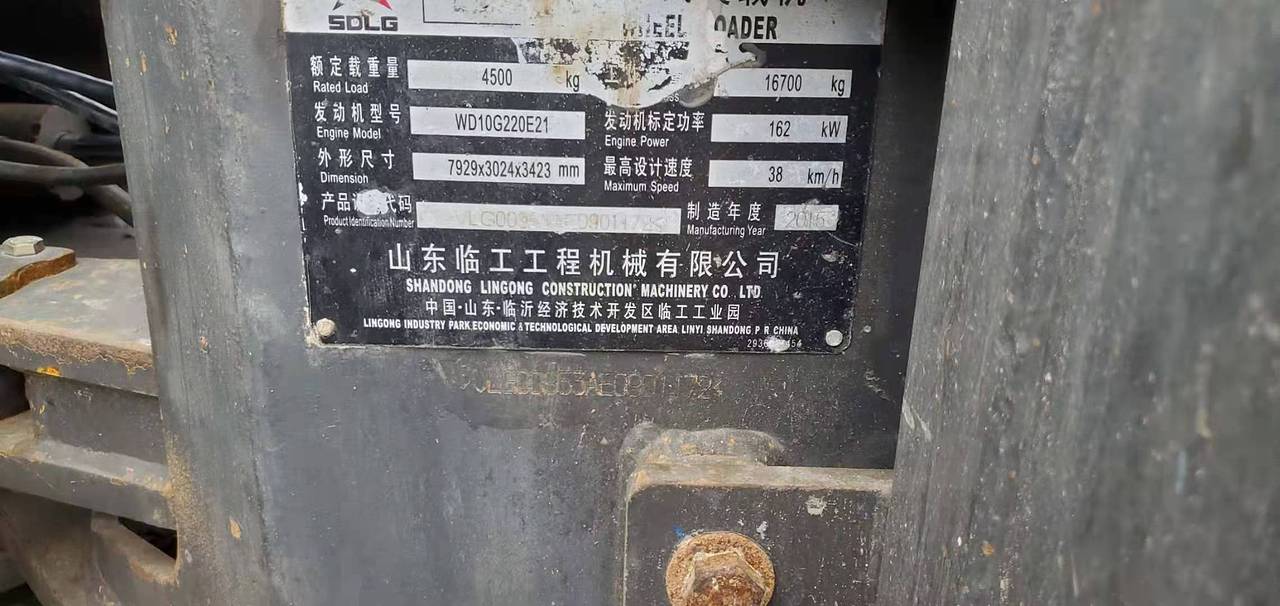 SDLG
WHEEL LOADER
额定载重量 4500 kg
Rated Load
16700 kg
发动机型号 WD10G220E21 发动机标定功率 162 kW
Engine Model Engine Power
外形尺寸 7929x3024x3423 mm 最高设计速度 38 km/h
Dimension Maximum Speed
产品 代码 制造年度
Product Identification Number Manufacturing Year
山东临工工程机械有限公司
SHANDONG LINGONG CONSTRUCTION MACHINERY CO. LTD
中国·山东·临沂经济技术开发区临工工业园
LINGONG INDUSTRY PARK.ECONOMIC & TECHNOLOGICAL DEVELOPMENT AREA LINYI SHANDONG P R CHINA